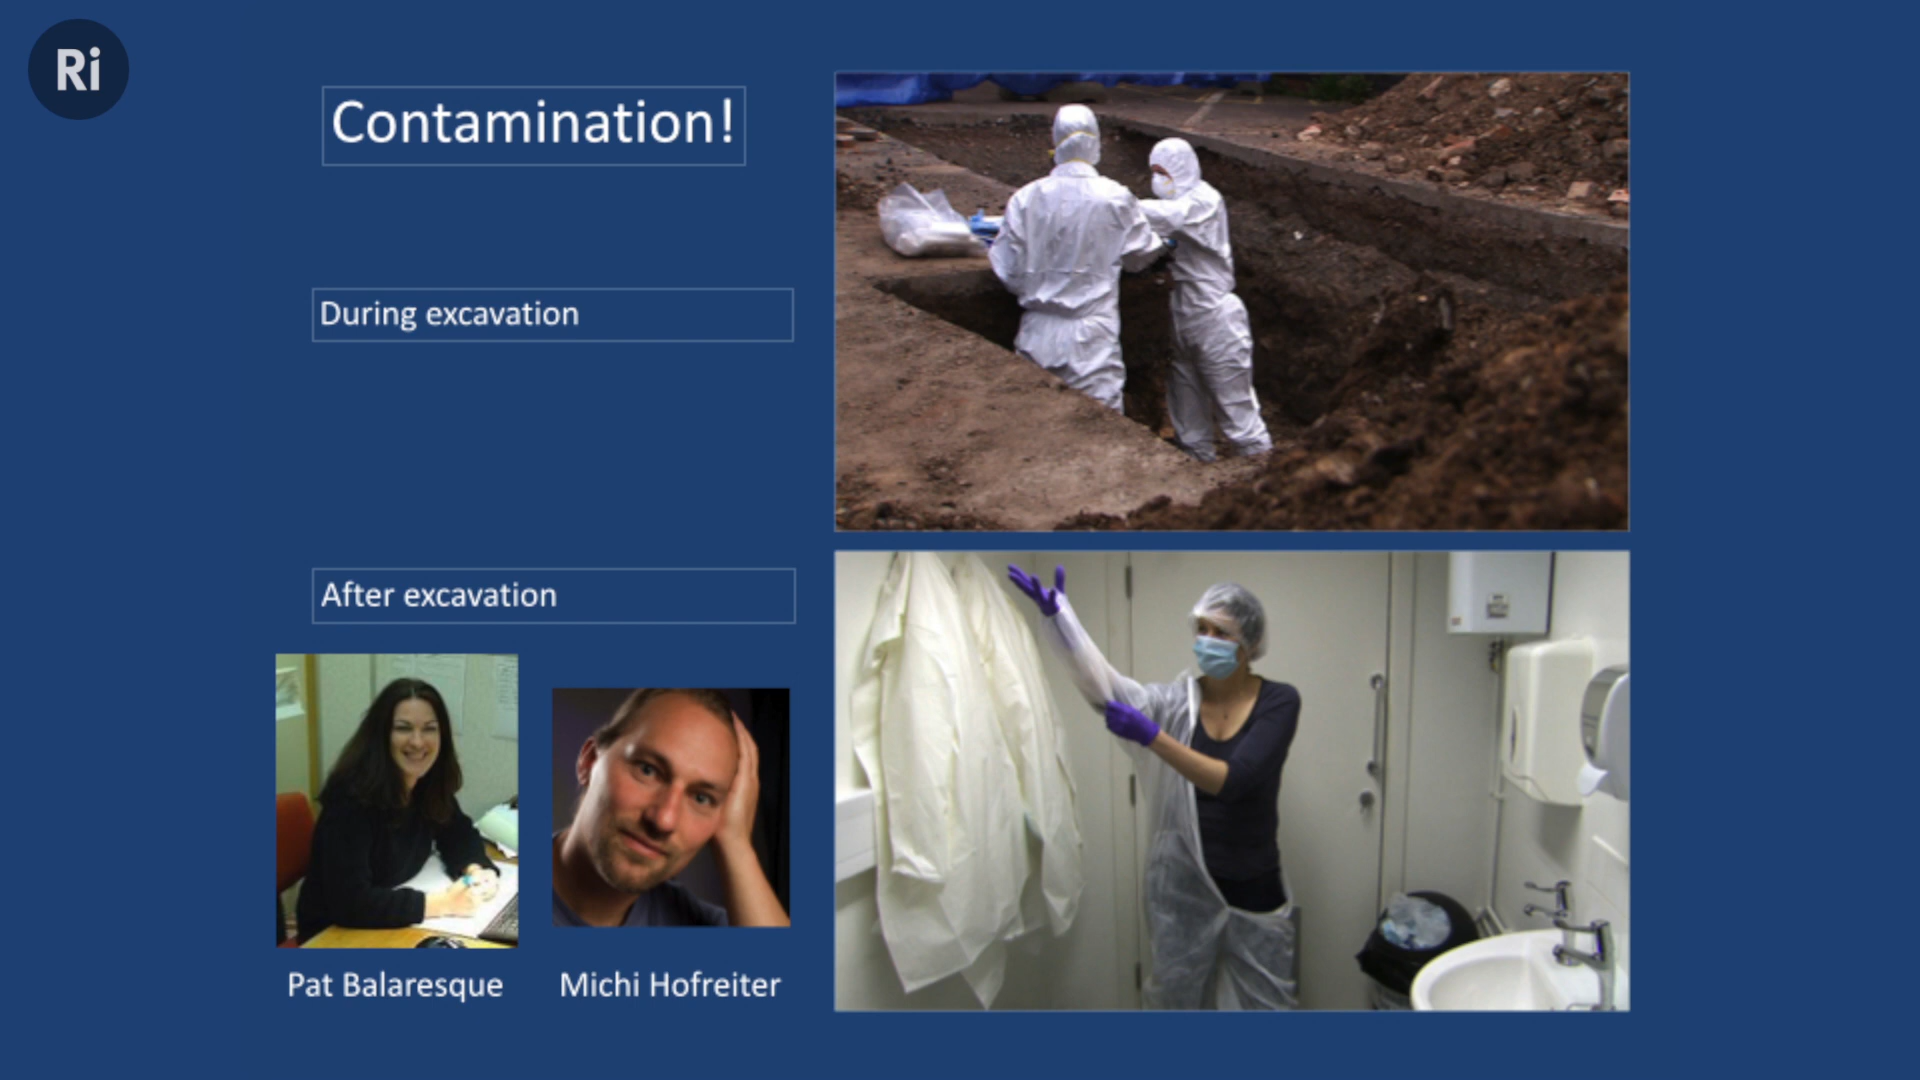 Ri
Contamination!
During excavation
After excavation
Pat Balaresque
Michi Hofreiter